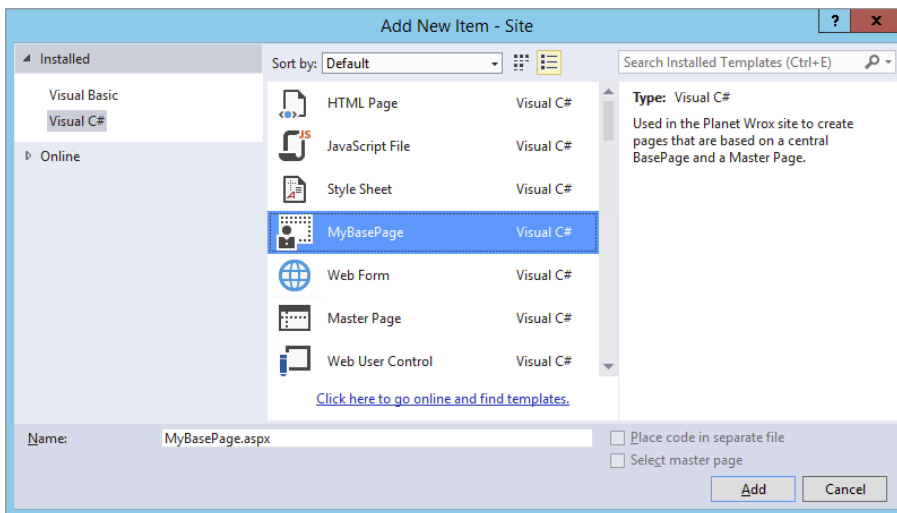 Add New Item - Site
? x
Installed
Visual Basic
Visual C#
Online
Sort by: Default
HTML Page Visual C#
JS
JavaScript File Visual C#
A
Style Sheet Visual C#
MyBasePage Visual C#
Web Form Visual C#
Master Page Visual C#
Web User Control Visual C#
Click here to go online and find templates.
Search Installed Templates (Ctrl+E)
Type: Visual C#
Used in the Planet Wrox site to create
pages that are based on a central
BasePage and a Master Page.
Name: MyBasePage.aspx
Place code in separate file
Select master page
Add Cancel